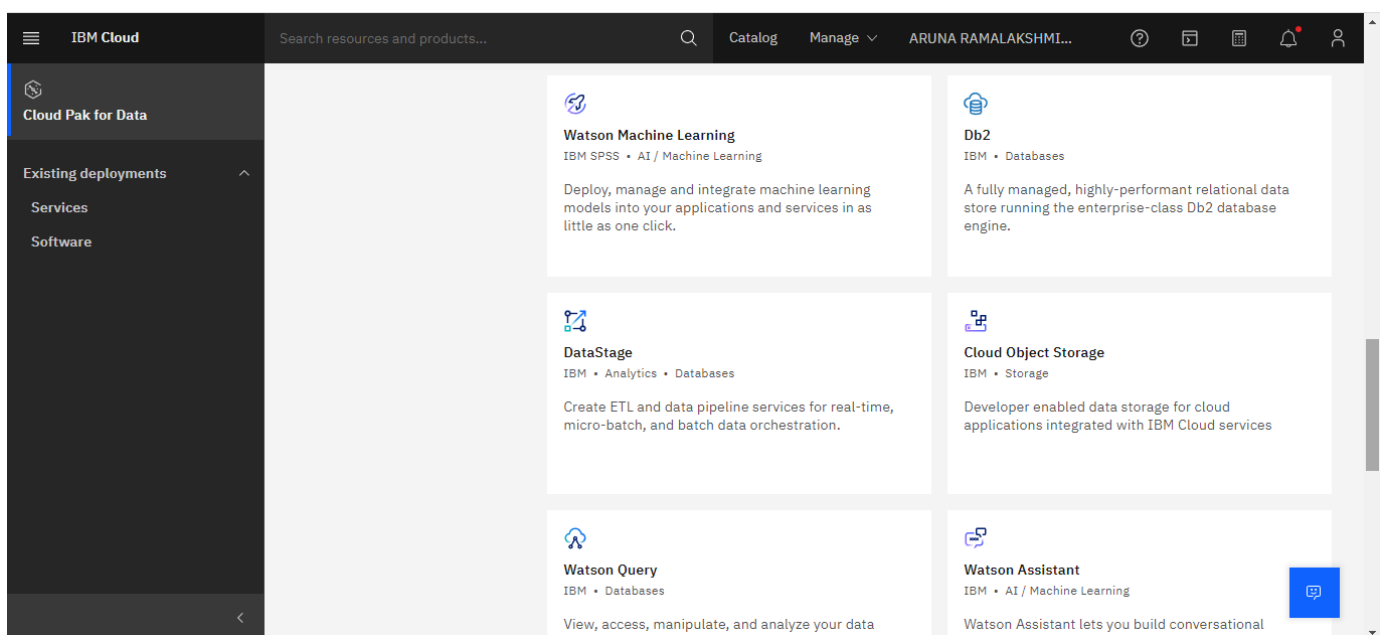 IBM Cloud
Search resources and products...
Catalog
Manage
ARUNA RAMALAKSHMI...
Cloud Pak for Data
Existing deployments
Services
Software
Watson Machine Learning
IBM SPSS • AI / Machine Learning
Deploy, manage and integrate machine learning
models into your applications and services in as
little as one click.
Db2
IBM • Databases
A fully managed, highly-performant relational data
store running the enterprise-class Db2 database
engine.
DataStage
IBM • Analytics • Databases
Create ETL and data pipeline services for real-time,
micro-batch, and batch data orchestration.
Cloud Object Storage
IBM • Storage
Developer enabled data storage for cloud
applications integrated with IBM Cloud services
Watson Query
IBM • Databases
View, access, manipulate, and analyze your data
Watson Assistant
IBM • AI / Machine Learning
Watson Assistant lets you build conversational